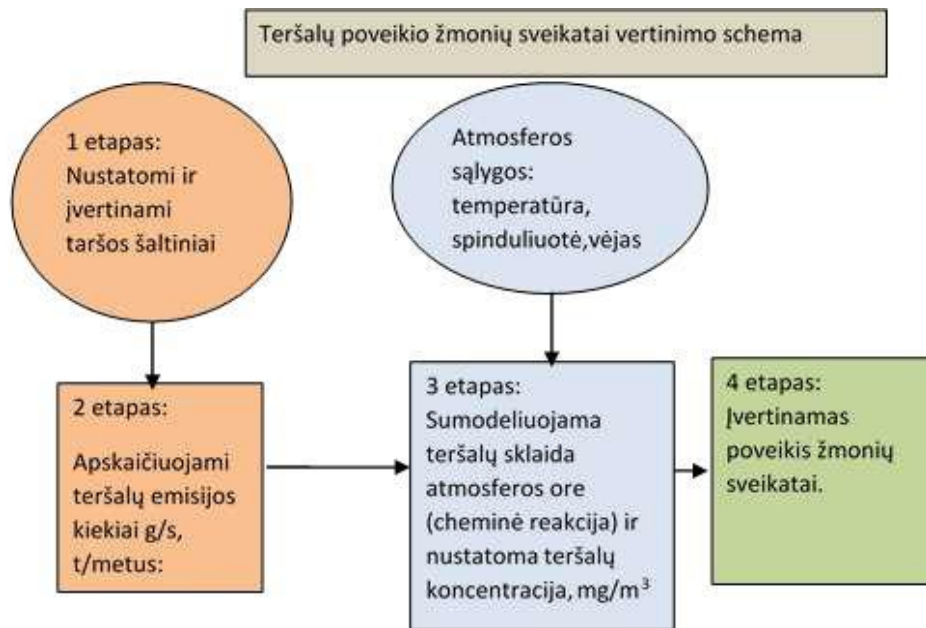 Teršalų poveikio žmonių sveikatai vertinimo schema
1 etapas:
Nustatomi ir
įvertinami
taršos šaltiniai
Atmosferos
sąlygos:
temperatūra,
spinduliuotė,vėjas
2 etapas:
Apskaičiuojami
teršalų emisijos
kiekiai g/s,
t/metus:
3 etapas:
Sumodeliuojama
teršalų sklaida
atmosferos ore
(cheminė reakcija) ir
nustatoma teršalų
koncentracija, mg/m³
4 etapas:
Įvertinamas
poveikis žmonių
sveikatai.